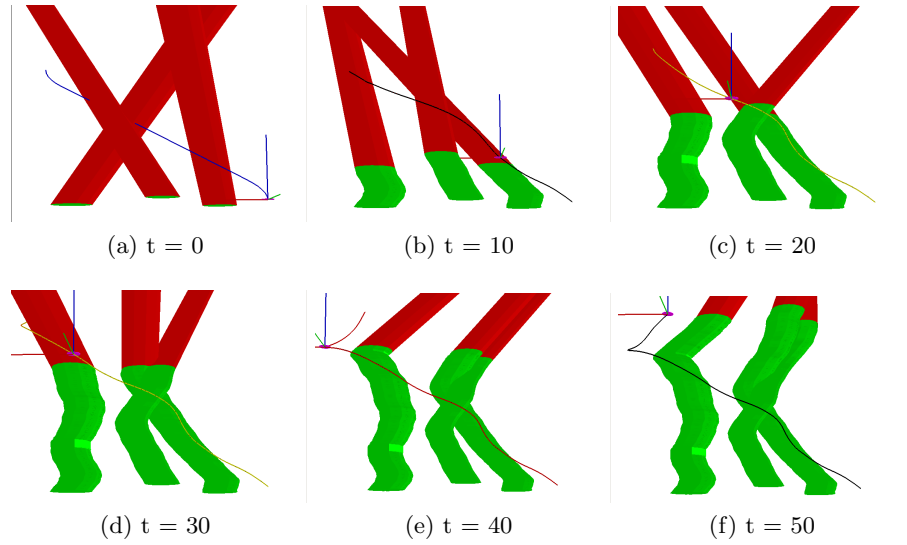 (a) t = 0
(b) t = 10
(c) t = 20
(d) t = 30
(e) t = 40
(f) t = 50